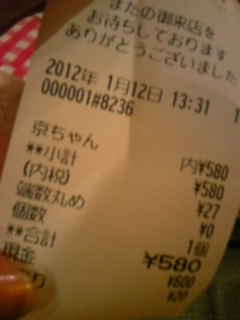 またの御来店を
お待ちしております
ありがとうございました
2012年 1月12日 13:31
000001#8236
京ちゃん 内¥580
**小計 ¥580
(内税) ¥27
端数丸め ¥0
個数 1個
**合計 ¥580
現金 ¥600
り ¥20